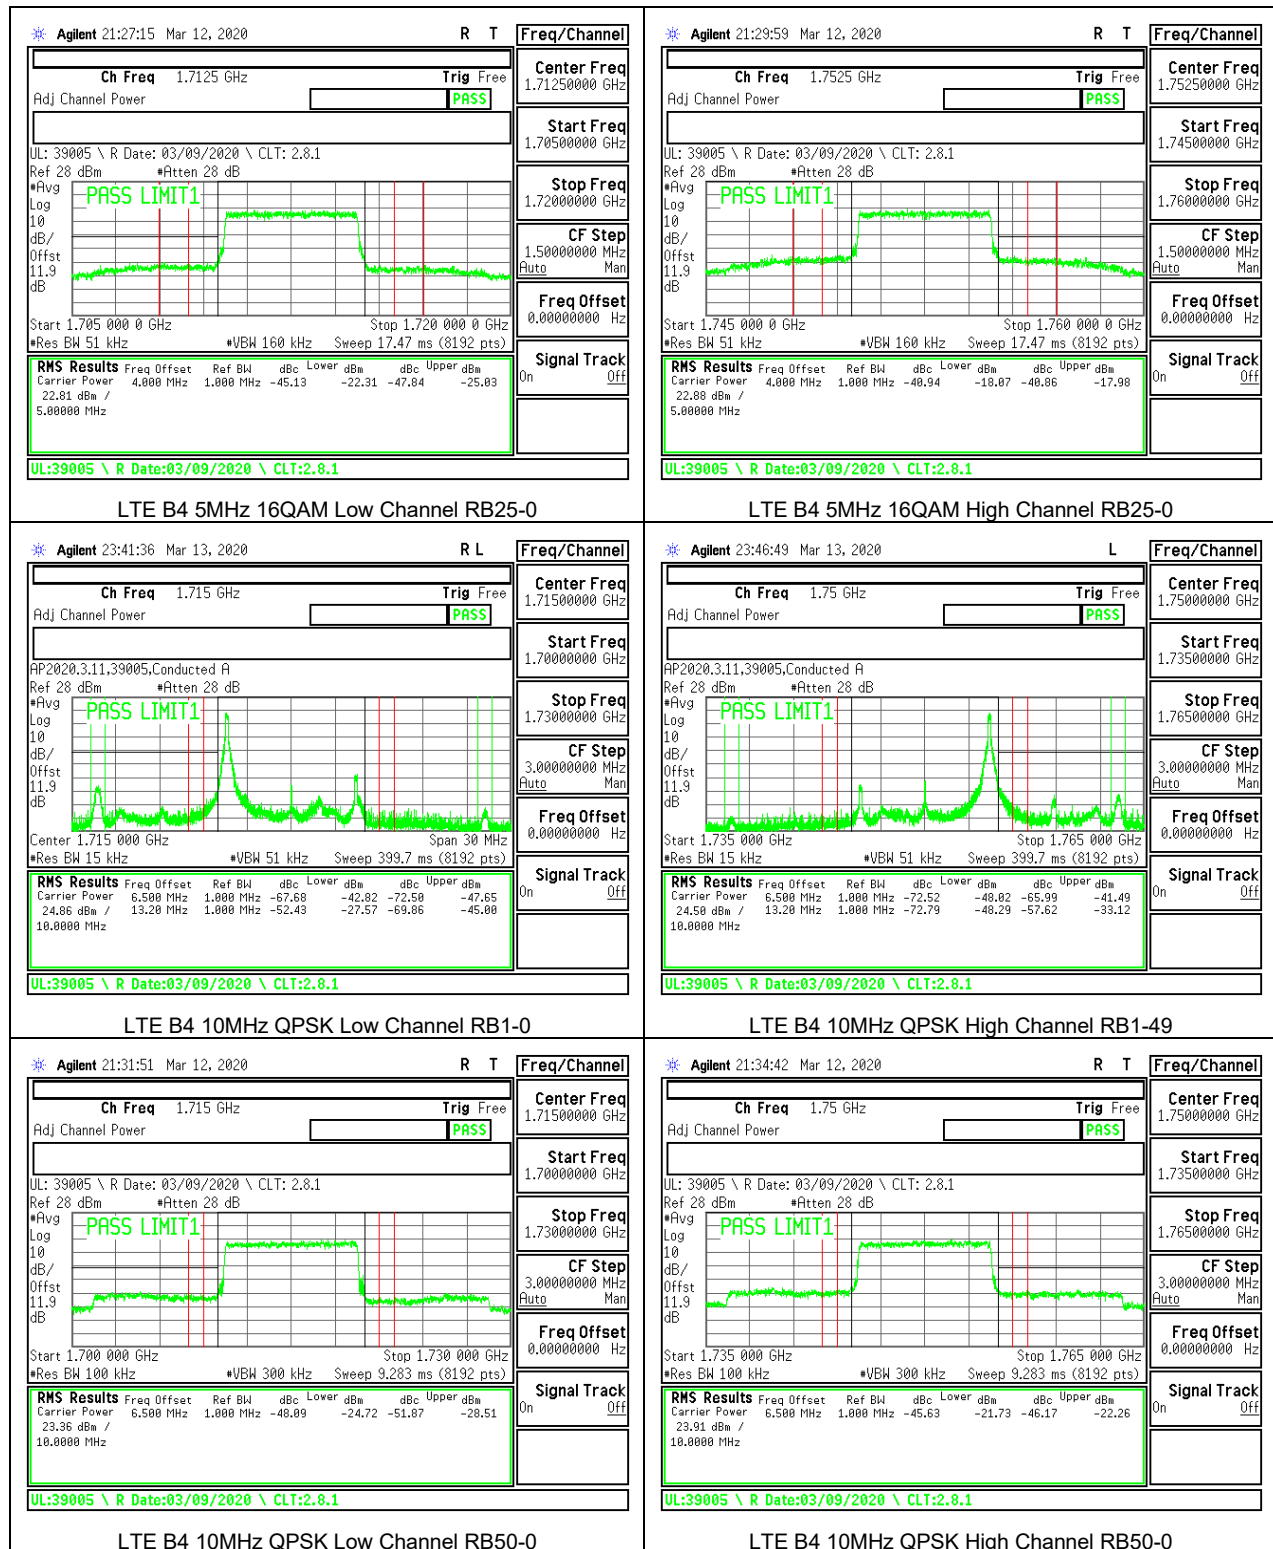 Agilent 21:27:15 Mar 12, 2020 R T Freq/Channel
Ch Freq 1.7125 GHz Trig Free
Adj Channel Power PASS
UL: 39005 \ R Date: 03/09/2020 \ CLT: 2.8.1
Ref 28 dBm #Atten 28 dB
#Avg
Log
10
dB/
Offst
11.9
dB
PASS LIMIT1
Start 1.705 000 0 GHz Stop 1.720 000 0 GHz
#Res BW 51 kHz #VBW 160 kHz Sweep 17.47 ms (8192 pts)
RMS Results Freq Offset Ref BW dBc Lower dBm dBc Upper dBm
Carrier Power 4.000 MHz 1.000 MHz -45.13 -22.31 -47.84 -25.03
22.81 dBm /
5.00000 MHz
UL:39005 \ R Date:03/09/2020 \ CLT:2.8.1
Center Freq
1.71250000 GHz
Start Freq
1.70500000 GHz
Stop Freq
1.72000000 GHz
CF Step
1.50000000 MHz
Auto Man
Freq Offset
0.00000000 Hz
Signal Track
On Off
LTE B4 5MHz 16QAM Low Channel RB25-0
Agilent 21:29:59 Mar 12, 2020 R T Freq/Channel
Ch Freq 1.7525 GHz Trig Free
Adj Channel Power PASS
UL: 39005 \ R Date: 03/09/2020 \ CLT: 2.8.1
Ref 28 dBm #Atten 28 dB
#Avg
Log
10
dB/
Offst
11.9
dB
PASS LIMIT1
Start 1.745 000 0 GHz Stop 1.760 000 0 GHz
#Res BW 51 kHz #VBW 160 kHz Sweep 17.47 ms (8192 pts)
RMS Results Freq Offset Ref BW dBc Lower dBm dBc Upper dBm
Carrier Power 4.000 MHz 1.000 MHz -40.94 -18.07 -40.86 -17.98
22.88 dBm /
5.00000 MHz
UL:39005 \ R Date:03/09/2020 \ CLT:2.8.1
Center Freq
1.75250000 GHz
Start Freq
1.74500000 GHz
Stop Freq
1.76000000 GHz
CF Step
1.50000000 MHz
Auto Man
Freq Offset
0.00000000 Hz
Signal Track
On Off
LTE B4 5MHz 16QAM High Channel RB25-0
Agilent 23:41:36 Mar 13, 2020 R L Freq/Channel
Ch Freq 1.715 GHz Trig Free
Adj Channel Power PASS
AP2020.3.11,39005,Conducted A
Ref 28 dBm #Atten 28 dB
#Avg
Log
10
dB/
Offst
11.9
dB
PASS LIMIT1
Center 1.715 000 GHz Span 30 MHz
#Res BW 15 kHz #VBW 51 kHz Sweep 399.7 ms (8192 pts)
RMS Results Freq Offset Ref BW dBc Lower dBm dBc Upper dBm
Carrier Power 6.500 MHz 1.000 MHz -67.68 -42.82 -72.50 -47.65
24.86 dBm / 13.20 MHz 1.000 MHz -52.43 -27.57 -69.86 -45.00
10.0000 MHz
UL:39005 \ R Date:03/09/2020 \ CLT:2.8.1
Center Freq
1.71500000 GHz
Start Freq
1.70000000 GHz
Stop Freq
1.73000000 GHz
CF Step
3.00000000 MHz
Auto Man
Freq Offset
0.00000000 Hz
Signal Track
On Off
LTE B4 10MHz QPSK Low Channel RB1-0
Agilent 23:46:49 Mar 13, 2020 L Freq/Channel
Ch Freq 1.75 GHz Trig Free
Adj Channel Power PASS
AP2020.3.11,39005,Conducted A
Ref 28 dBm #Atten 28 dB
#Avg
Log
10
dB/
Offst
11.9
dB
PASS LIMIT1
Start 1.735 000 GHz Stop 1.765 000 GHz
#Res BW 15 kHz #VBW 51 kHz Sweep 399.7 ms (8192 pts)
RMS Results Freq Offset Ref BW dBc Lower dBm dBc Upper dBm
Carrier Power 6.500 MHz 1.000 MHz -72.52 -48.02 -65.99 -41.49
24.50 dBm / 13.20 MHz 1.000 MHz -72.79 -48.29 -57.62 -33.12
10.0000 MHz
UL:39005 \ R Date:03/09/2020 \ CLT:2.8.1
Center Freq
1.75000000 GHz
Start Freq
1.73500000 GHz
Stop Freq
1.76500000 GHz
CF Step
3.00000000 MHz
Auto Man
Freq Offset
0.00000000 Hz
Signal Track
On Off
LTE B4 10MHz QPSK High Channel RB1-49
Agilent 21:31:51 Mar 12, 2020 R T Freq/Channel
Ch Freq 1.715 GHz Trig Free
Adj Channel Power PASS
UL: 39005 \ R Date: 03/09/2020 \ CLT: 2.8.1
Ref 28 dBm #Atten 28 dB
#Avg
Log
10
dB/
Offst
11.9
dB
PASS LIMIT1
Start 1.700 000 GHz Stop 1.730 000 GHz
#Res BW 100 kHz #VBW 300 kHz Sweep 9.283 ms (8192 pts)
RMS Results Freq Offset Ref BW dBc Lower dBm dBc Upper dBm
Carrier Power 6.500 MHz 1.000 MHz -48.09 -24.72 -51.87 -28.51
23.36 dBm /
10.0000 MHz
UL:39005 \ R Date:03/09/2020 \ CLT:2.8.1
Center Freq
1.71500000 GHz
Start Freq
1.70000000 GHz
Stop Freq
1.73000000 GHz
CF Step
3.00000000 MHz
Auto Man
Freq Offset
0.00000000 Hz
Signal Track
On Off
LTE B4 10MHz QPSK Low Channel RB50-0
Agilent 21:34:42 Mar 12, 2020 R T Freq/Channel
Ch Freq 1.75 GHz Trig Free
Adj Channel Power PASS
UL: 39005 \ R Date: 03/09/2020 \ CLT: 2.8.1
Ref 28 dBm #Atten 28 dB
#Avg
Log
10
dB/
Offst
11.9
dB
PASS LIMIT1
Start 1.735 000 GHz Stop 1.765 000 GHz
#Res BW 100 kHz #VBW 300 kHz Sweep 9.283 ms (8192 pts)
RMS Results Freq Offset Ref BW dBc Lower dBm dBc Upper dBm
Carrier Power 6.500 MHz 1.000 MHz -45.63 -21.73 -46.17 -22.26
23.91 dBm /
10.0000 MHz
UL:39005 \ R Date:03/09/2020 \ CLT:2.8.1
Center Freq
1.75000000 GHz
Start Freq
1.73500000 GHz
Stop Freq
1.76500000 GHz
CF Step
3.00000000 MHz
Auto Man
Freq Offset
0.00000000 Hz
Signal Track
On Off
LTE B4 10MHz QPSK High Channel RB50-0